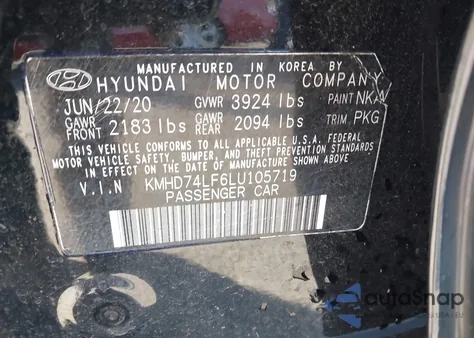 MANUFACTURED IN KOREA BY
HYUNDAI MOTOR COMPANY
JUN/22/20 GVWR 3924 lbs PAINT NKA
GAWR FRONT 2183 lbs GAWR REAR 2094 lbs TRIM PKG
THIS VEHICLE CONFORMS TO ALL APPLICABLE U.S.A. FEDERAL
MOTOR VEHICLE SAFETY, BUMPER, AND THEFT PREVENTION STANDARDS
IN EFFECT ON THE DATE OF MANUFACTURE SHOWN ABOVE
V.I.N KMHD74LF6LU105719
PASSENGER CAR
autoSnap